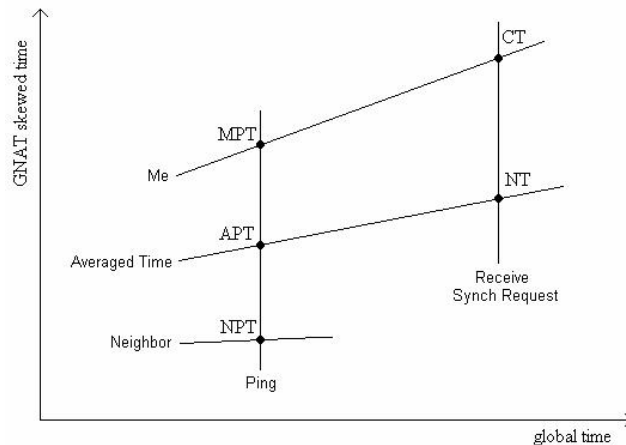 GNAT skewed time
CT
MPT
Me
NT
APT
Averaged Time
Receive
Synch Request
NPT
Neighbor
Ping
global time